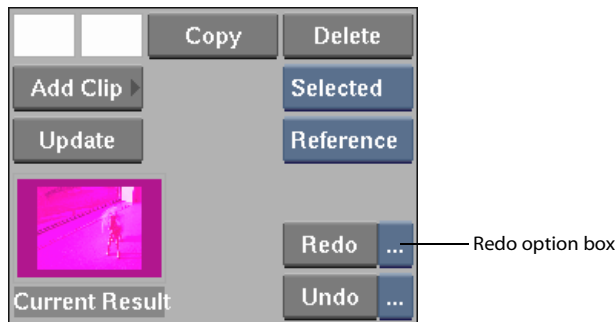 Copy Delete
Add Clip Selected
Update Reference
Redo ... Redo option box
Current Result Undo ...